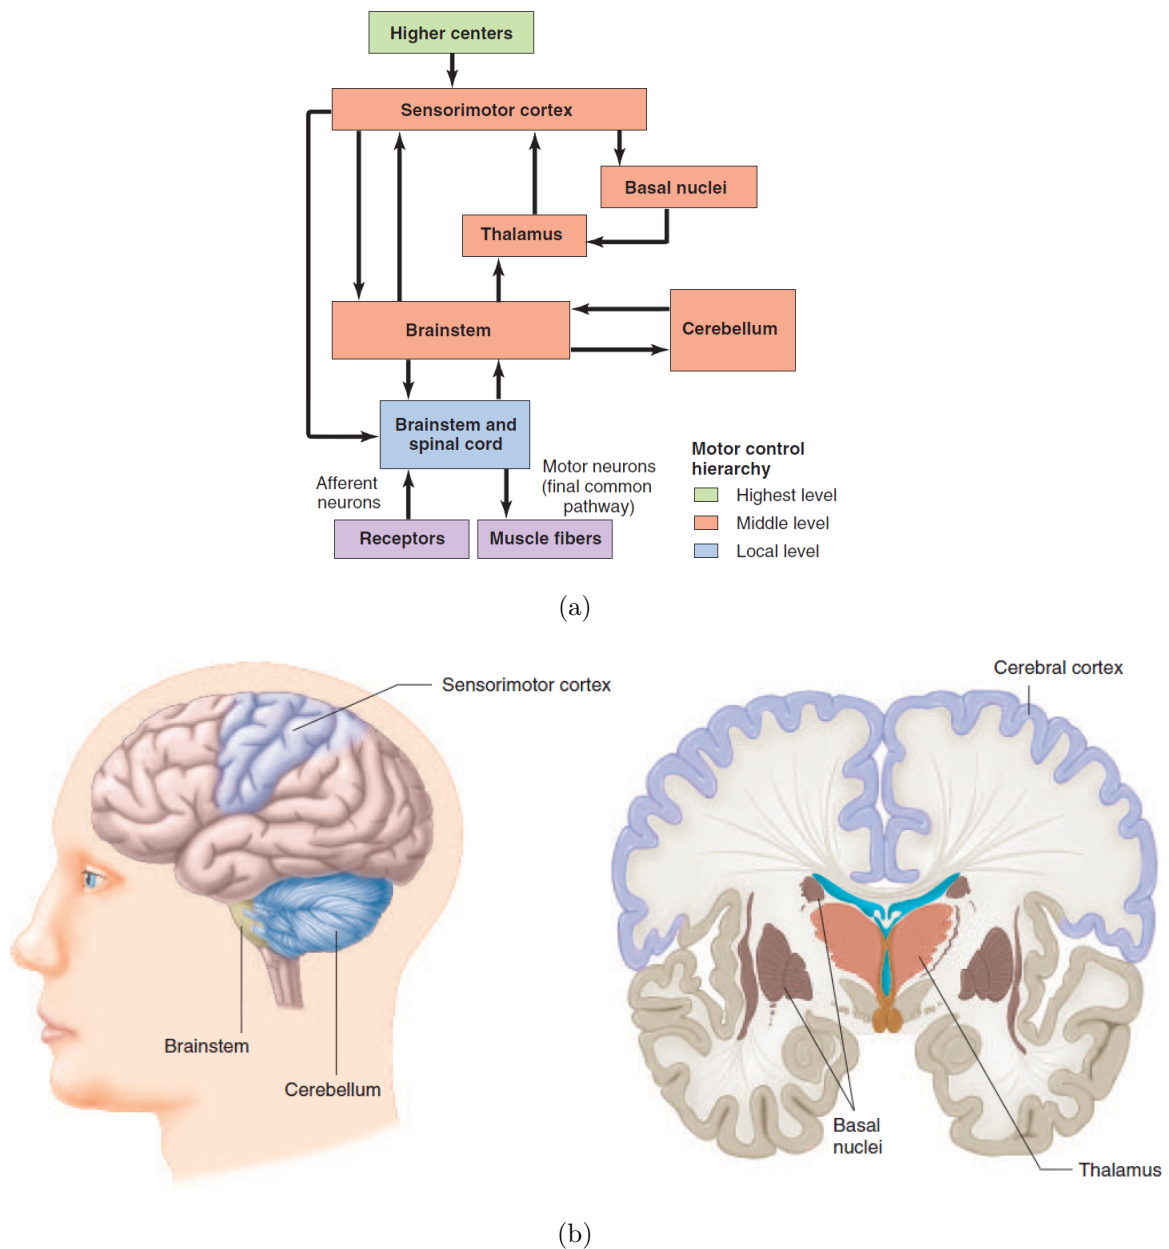 Higher centers
Sensorimotor cortex
Basal nuclei
Thalamus
Brainstem
Cerebellum
Brainstem and
spinal cord
Afferent
neurons
Motor neurons
(final common
pathway)
Receptors
Muscle fibers
Motor control
hierarchy
Highest level
Middle level
Local level
(a)
Sensorimotor cortex
Brainstem
Cerebellum
Cerebral cortex
Basal
nuclei
Thalamus
(b)